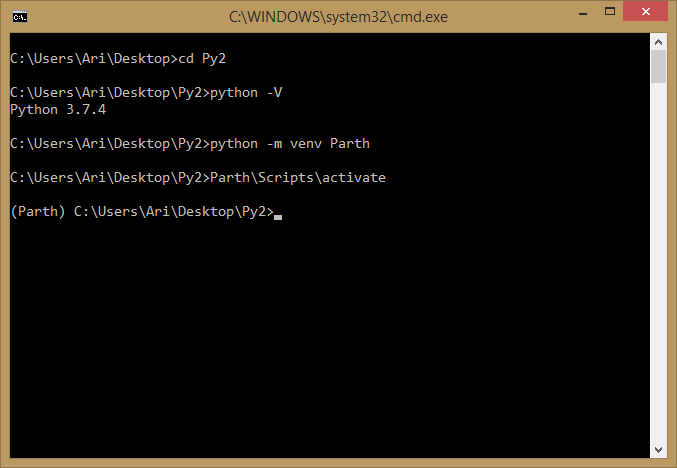 C:\WINDOWS\system32\cmd.exe
C:\Users\Ari\Desktop>cd Py2
C:\Users\Ari\Desktop\Py2>python -V
Python 3.7.4
C:\Users\Ari\Desktop\Py2>python -m venv Parth
C:\Users\Ari\Desktop\Py2>Parth\Scripts\activate
(Parth) C:\Users\Ari\Desktop\Py2>